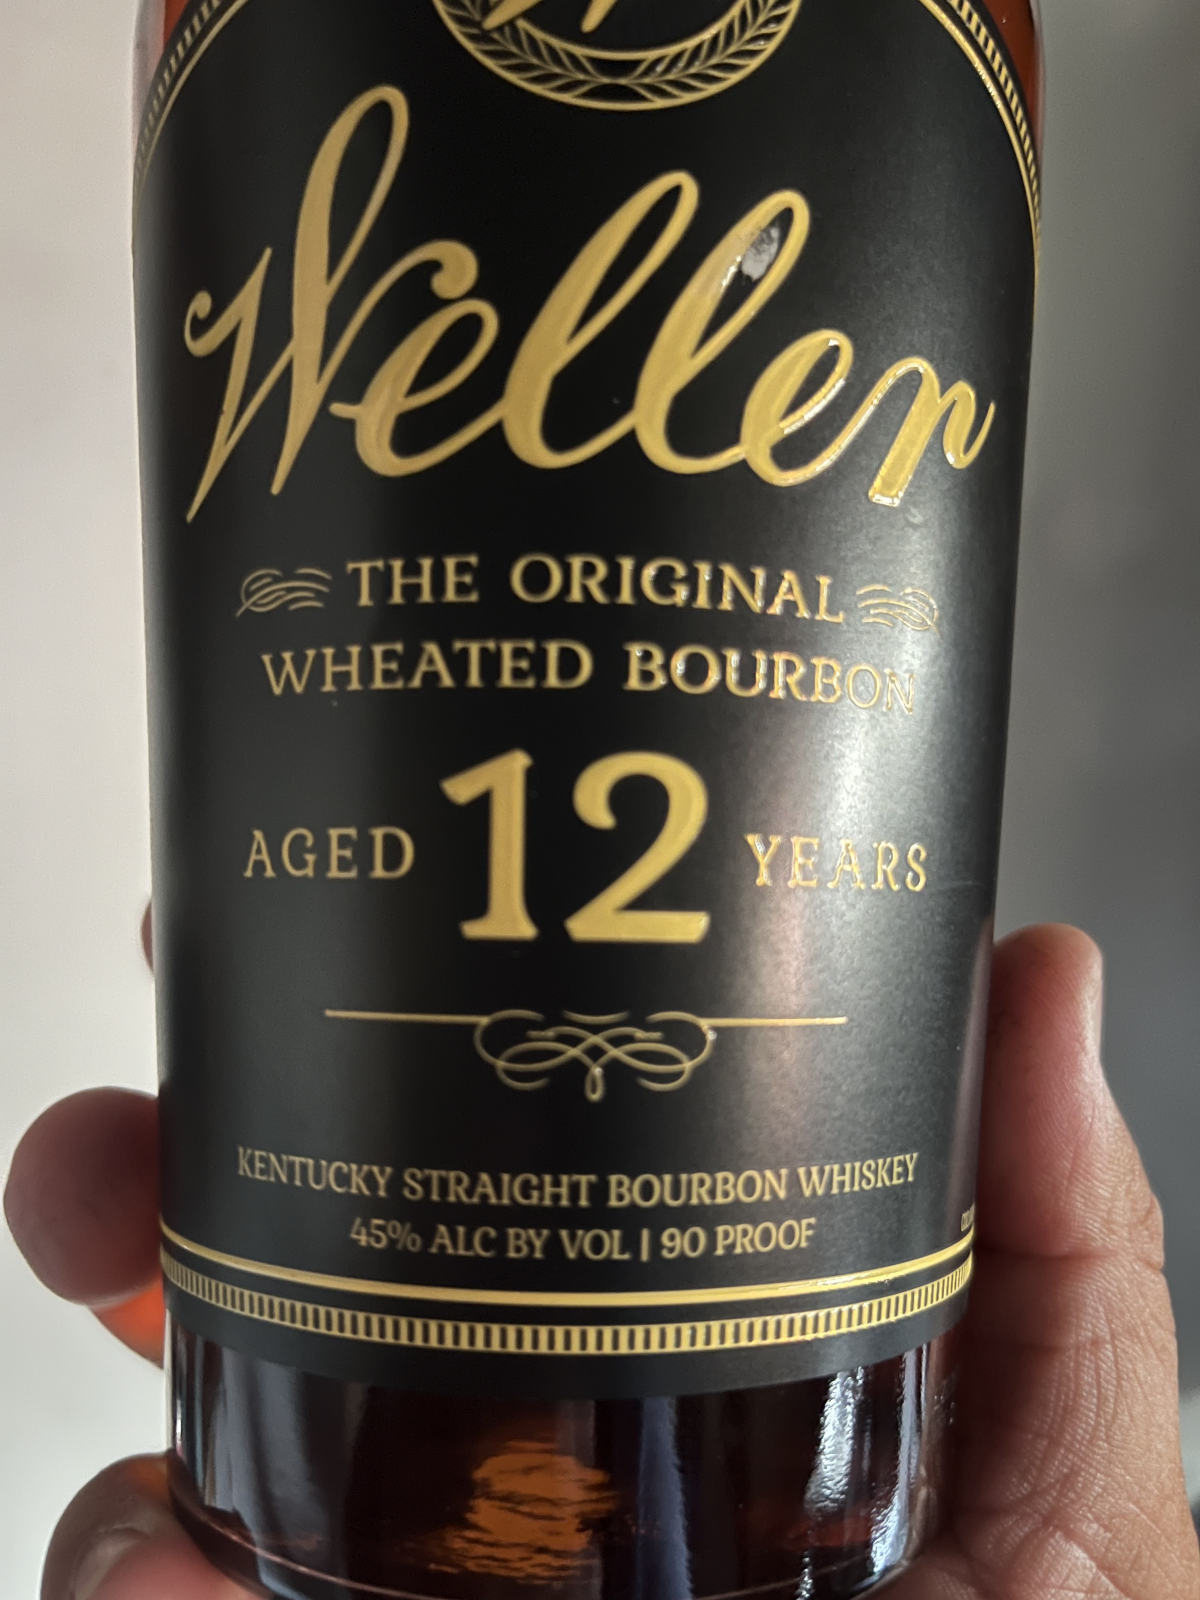 Weller
THE ORIGINAL
WHEATED BOURBON
AGED 12 YEARS
KENTUCKY STRAIGHT BOURBON WHISKEY
45% ALC BY VOL | 90 PROOF